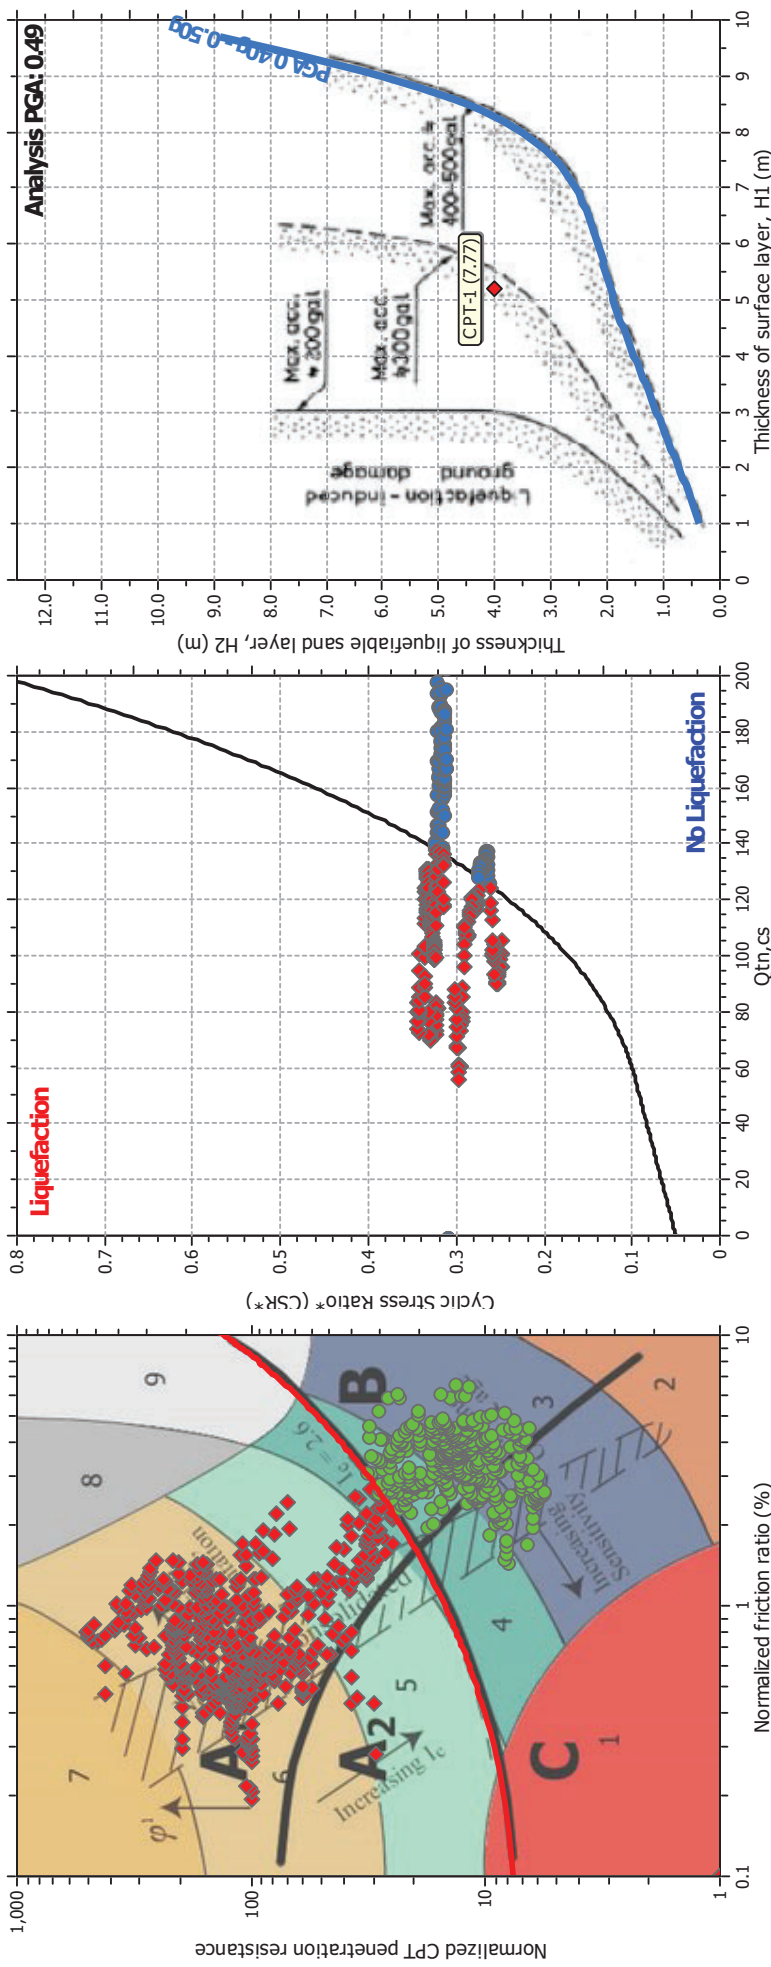 Analysis PGA: 0.49
PGA 0.40g - 0.50g
Max. acc. ≒
400-500gal
Max. acc.
≒ 200gal
Max. acc.
≒300gal
CPT-1 (7.77)
Liquefaction - induced
ground damage
12.0
11.0
10.0
9.0
8.0
7.0
6.0
5.0
4.0
3.0
2.0
1.0
0.0
0
1
2
3
4
5
6
7
8
9
10
Thickness of surface layer, H1 (m)
Thickness of liquefiable sand layer, H2 (m)
Liquefaction
No Liquefaction
0.8
0.7
0.6
0.5
0.4
0.3
0.2
0.1
0
0
20
40
60
80
100
120
140
160
180
200
Qtn,cs
Cyclic Stress Ratio* (CSR*)
7
8
9
6
5
4
3
2
1
A
A2
B
C
φ'
Increasing Ic
Ic = 2.6
Increasing
Sensitivity
1,000
100
10
1
0.1
1
10
Normalized friction ratio (%)
Normalized CPT penetration resistance